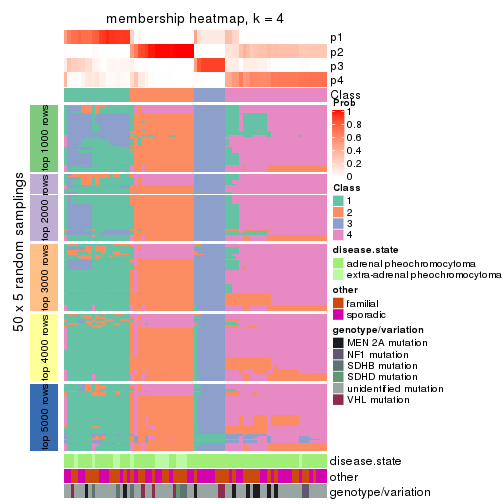 membership heatmap, k = 4
p1
p2
p3
p4
Class
Prob
1
0.8
0.6
0.4
0.2
0
Class
1
2
3
4
disease.state
adrenal pheochromocytoma
extra-adrenal pheochromocytoma
other
familial
sporadic
genotype/variation
MEN 2A mutation
NF1 mutation
SDHB mutation
SDHD mutation
unidentified mutation
VHL mutation
50 x 5 random samplings
top 1000 rows
top 2000 rows
top 3000 rows
top 4000 rows
top 5000 rows
disease.state
other
genotype/variation